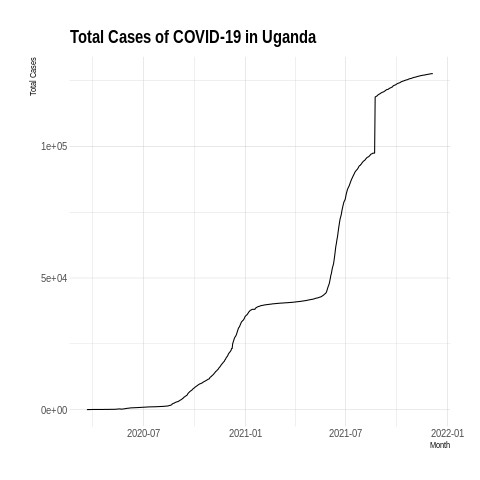 Total Cases of COVID-19 in Uganda
Total Cases
1e+05
5e+04
0e+00
2020-07 2021-01 2021-07 2022-01
Month